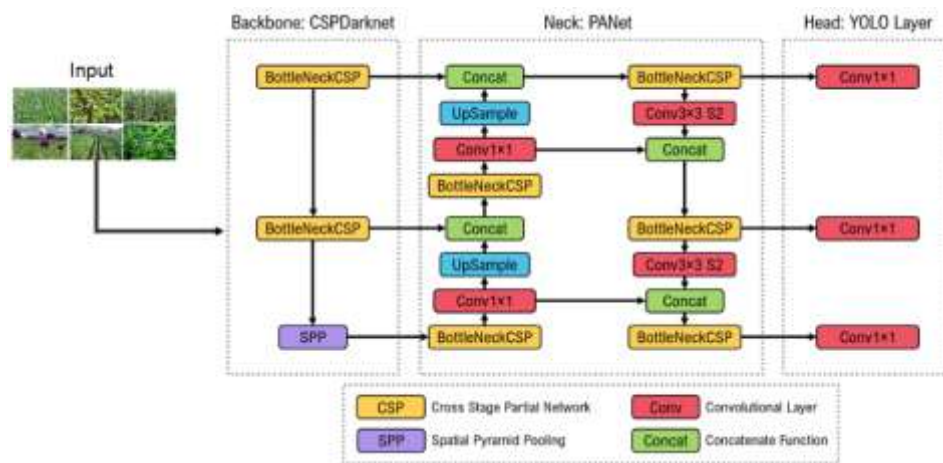 Backbone: CSPDarknet
Neck: PANet
Head: YOLO Layer
Input
BottleNeckCSP
Concat
BottleNeckCSP
Conv1×1
UpSample
Conv3×3 S2
Conv1×1
Concat
BottleNeckCSP
BottleNeckCSP
Concat
BottleNeckCSP
Conv1×1
UpSample
Conv3×3 S2
Conv1×1
Concat
SPP
BottleNeckCSP
BottleNeckCSP
Conv1×1
CSP
Cross Stage Partial Network
Conv
Convolutional Layer
SPP
Spatial Pyramid Pooling
Concat
Concatenate Function